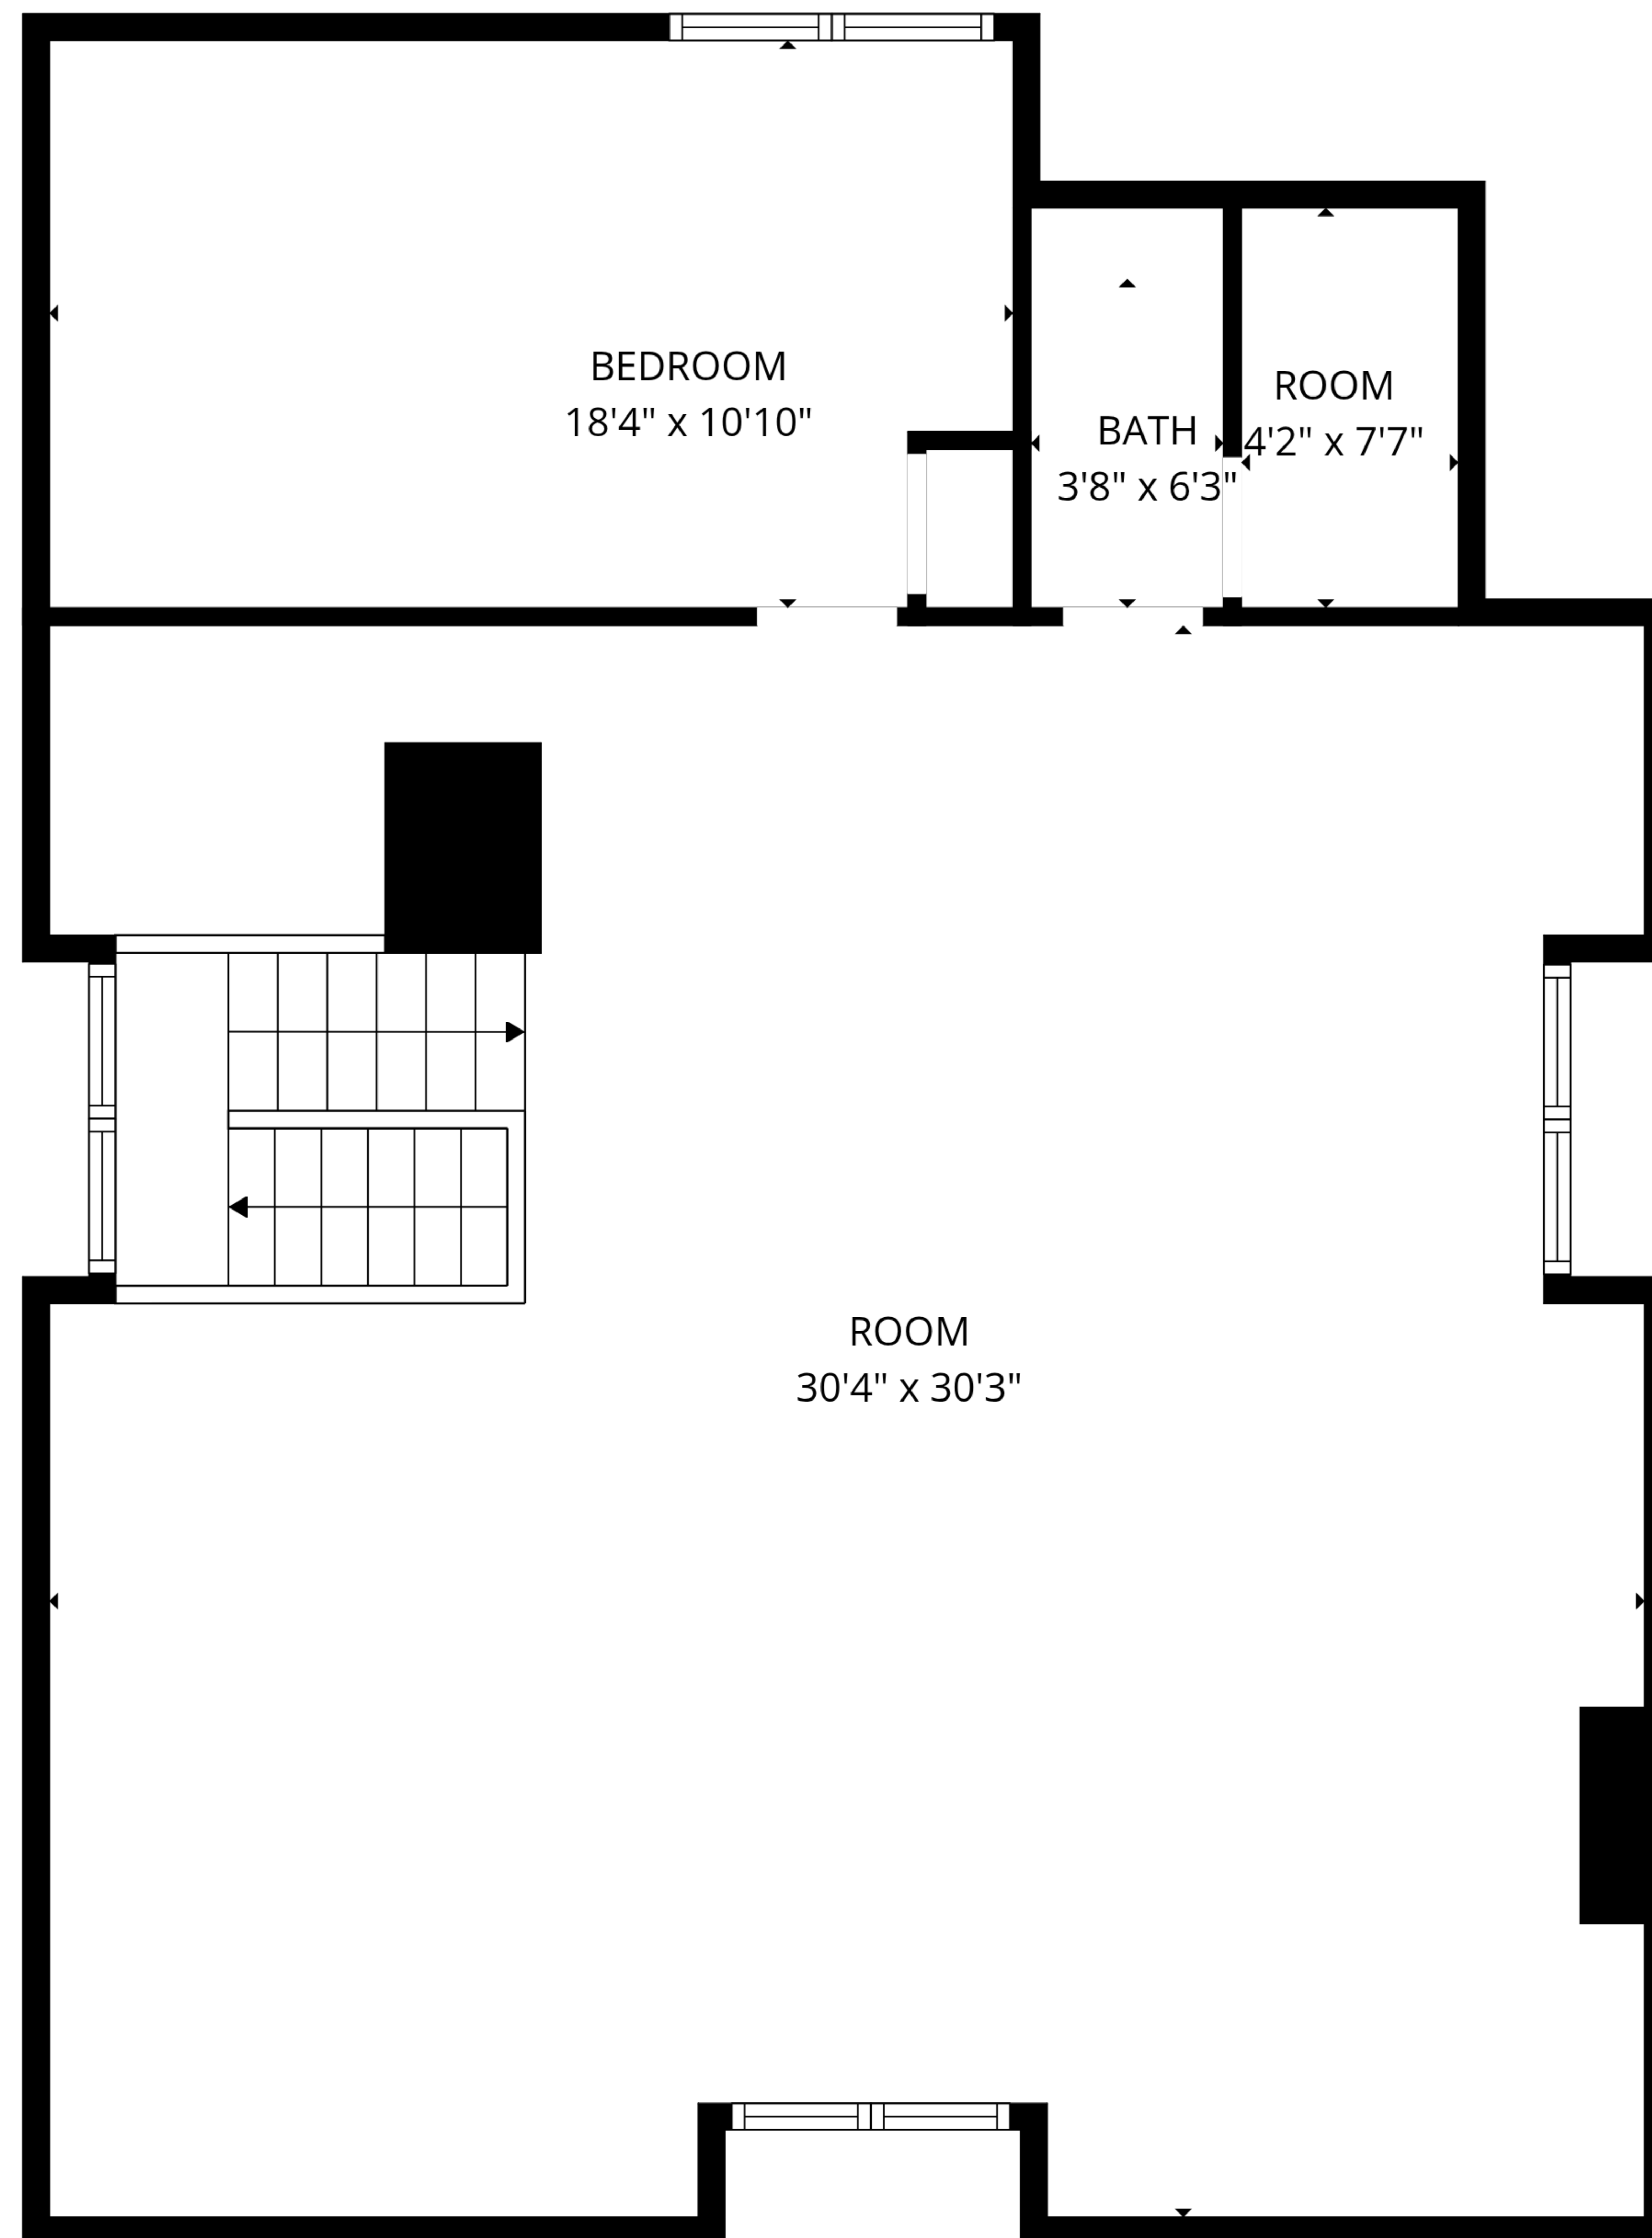 BEDROOM
18'4" x 10'10"
BATH
3'8" x 6'3"
ROOM
4'2" x 7'7"
ROOM
30'4" x 30'3"